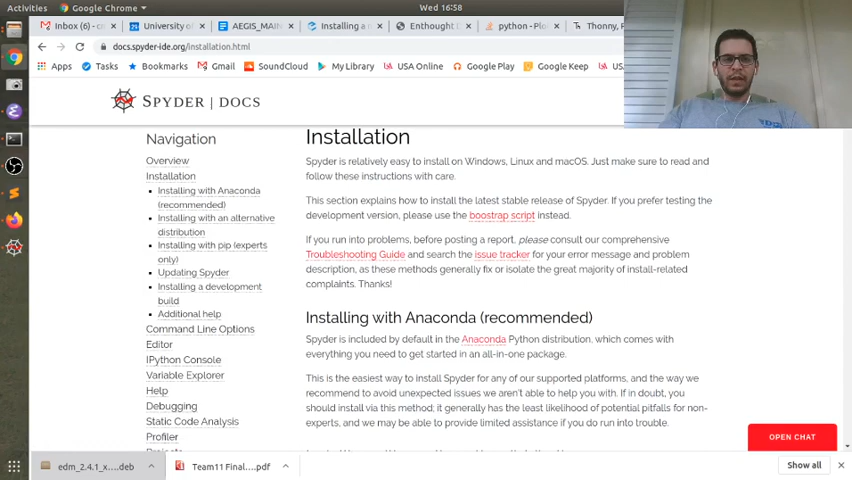 Activities Google Chrome Wed 16:58
Inbox (6) - c University of AEGIS_MAIN Installing a n Enthought D python - Plo Thonny, Py
docs.spyder-ide.org/installation.html
Apps Tasks Bookmarks Gmail SoundCloud My Library USA Online Google Play Google Keep USA
SPYDER | DOCS
Navigation
Overview
Installation
Installing with Anaconda
(recommended)
Installing with an alternative
distribution
Installing with pip (experts
only)
Updating Spyder
Installing a development
build
Additional help
Command Line Options
Editor
IPython Console
Variable Explorer
Help
Debugging
Static Code Analysis
Profiler
Projects
Installation
Spyder is relatively easy to install on Windows, Linux and macOS. Just make sure to read and
follow these instructions with care.
This section explains how to install the latest stable release of Spyder. If you prefer testing the
development version, please use the boostrap script instead.
If you run into problems, before posting a report, please consult our comprehensive
Troubleshooting Guide and search the issue tracker for your error message and problem
description, as these methods generally fix or isolate the great majority of install-related
complaints. Thanks!
Installing with Anaconda (recommended)
Spyder is included by default in the Anaconda Python distribution, which comes with
everything you need to get started in an all-in-one package.
This is the easiest way to install Spyder for any of our supported platforms, and the way we
recommend to avoid unexpected issues we aren't able to help you with. If in doubt, you
should install via this method; it generally has the least likelihood of potential pitfalls for non-
experts, and we may be able to provide limited assistance if you do run into trouble.
OPEN CHAT
edm_2.4.1_x....deb Team11 Final....pdf Show all